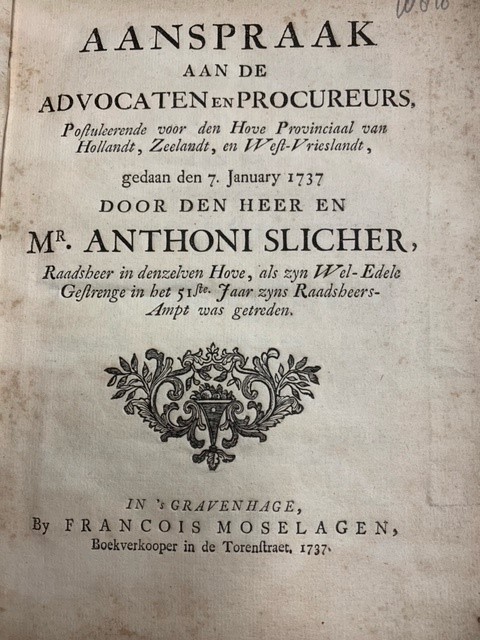 AANSPRAAK
AAN DE
ADVOCATEN EN PROCUREURS,
Poſtuleerende voor den Hove Provinciaal van
Hollandt, Zeelandt, en Weſt-Vrieslandt,
gedaan den 7. January 1737
DOOR DEN HEER EN
Mr. ANTHONI SLICHER,
Raadsheer in denzelven Hove, als zyn Wel-Edele
Geſtrenge in het 51ſte. Jaar zyns Raadsheers-
Ampt was getreden.
IN 's GRAVENHAGE,
By FRANCOIS MOSELAGEN,
Boekverkooper in de Torenſtraet, 1737.